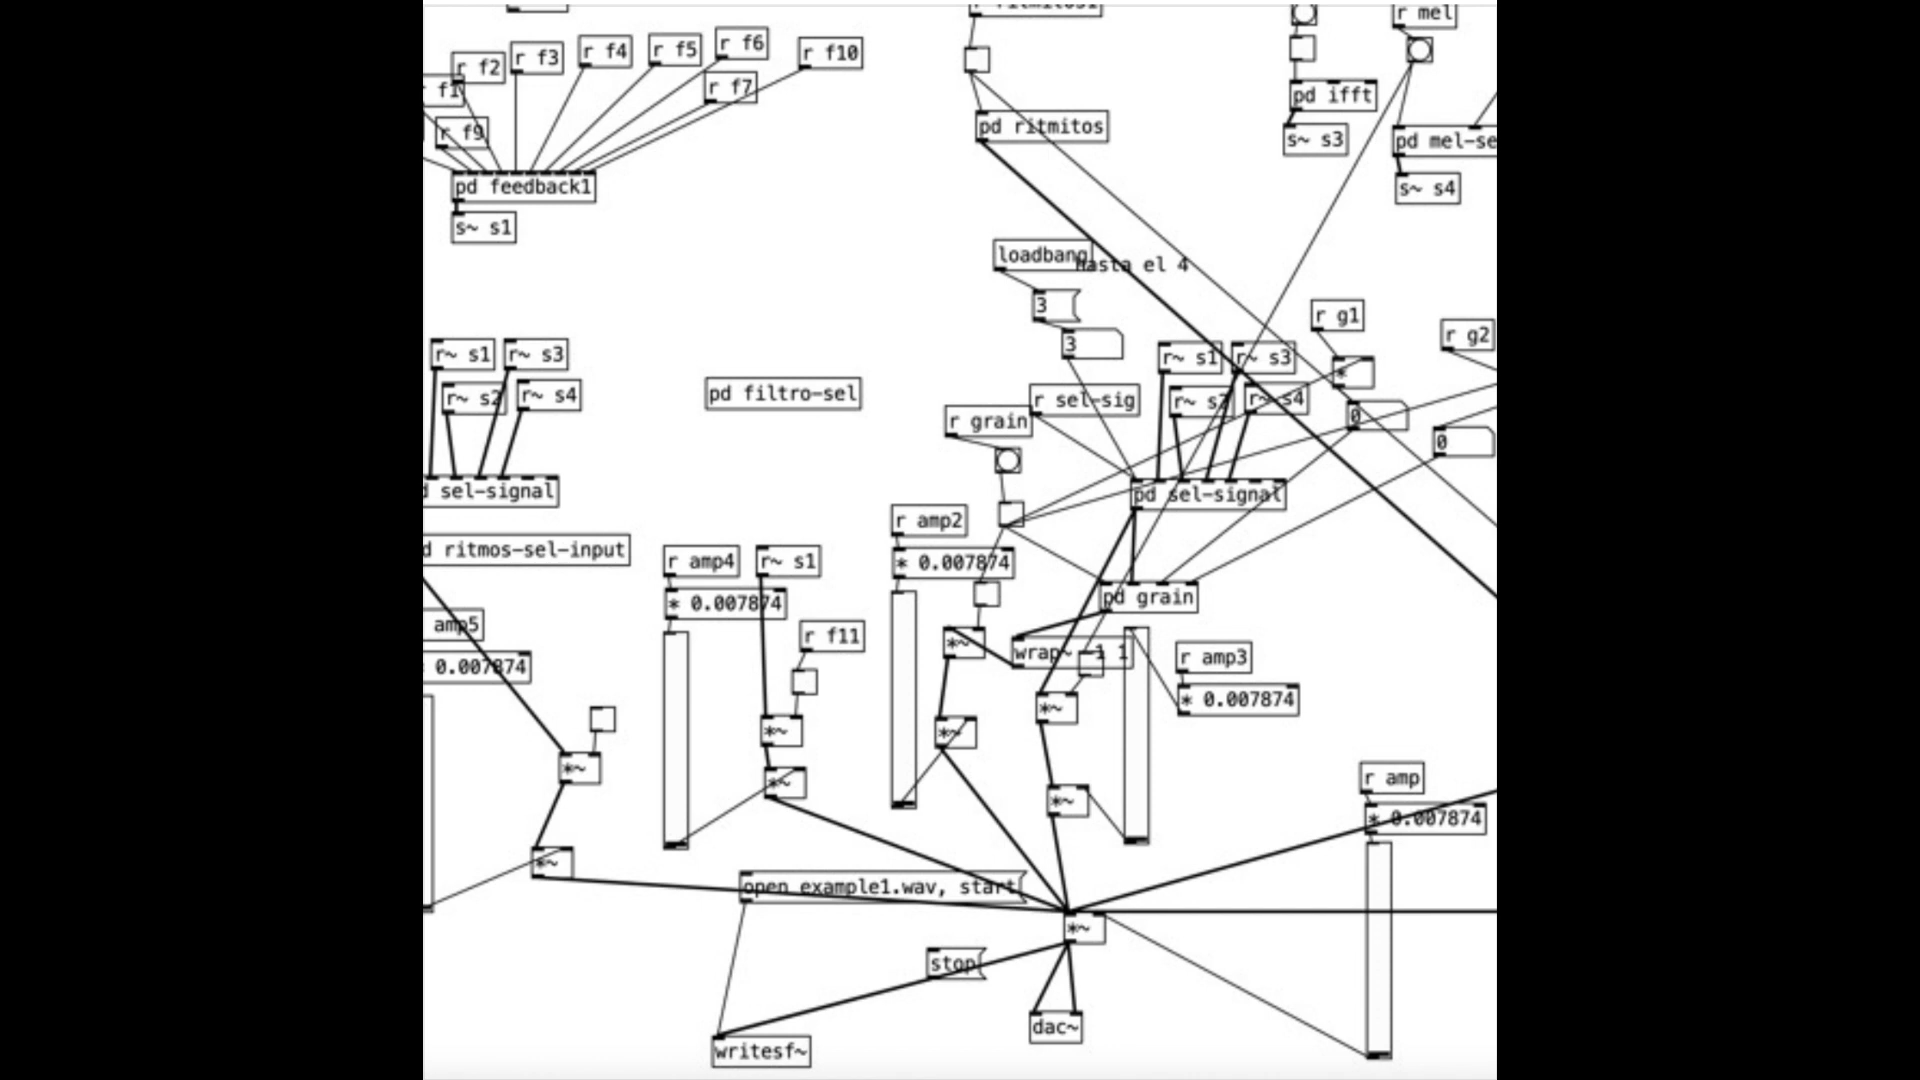 r mel
r f2
r f3
r f4
r f5
r f6
r f10
r f1
r f7
r f9
pd ifft
pd ritmitos
s~ s3
pd mel-se
pd feedback1
s~ s4
s~ s1
loadbang
Hasta el 4
3
r g1
3
r g2
r~ s1
r~ s3
r~ s1
r~ s3
*
r~ s2
r~ s4
pd filtro-sel
r sel-sig
r~ s2
r~ s4
r grain
0
0
d sel-signal
pd sel-signal
r amp2
d ritmos-sel-input
r amp4
r~ s1
* 0.007874
* 0.007874
pd grain
amp5
r f11
*~
wrap~ -1 1
r amp3
0.007874
* 0.007874
*~
*~
*~
*~
*~
*~
r amp
*~
* 0.007874
*~
open example1.wav, start
*~
stop
dac~
writesf~